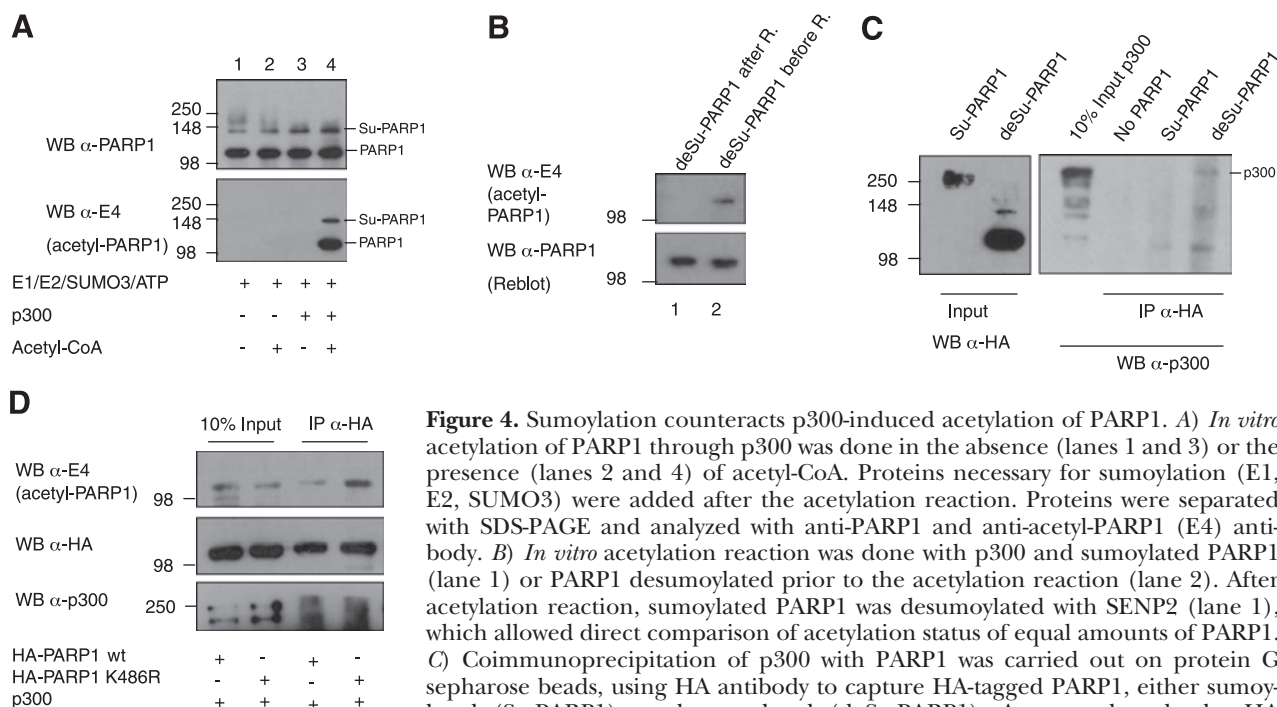 A
1 2 3 4
250
148
98
WB α-PARP1
Su-PARP1
PARP1
250
148
98
WB α-E4
(acetyl-PARP1)
Su-PARP1
PARP1
E1/E2/SUMO3/ATP + + + +
p300 - - + +
Acetyl-CoA - + - +
B
deSu-PARP1 after R.
deSu-PARP1 before R.
WB α-E4
(acetyl-
PARP1)
98
WB α-PARP1
(Reblot)
98
1 2
C
Su-PARP1
deSu-PARP1
10% Input p300
No PARP1
Su-PARP1
deSu-PARP1
250
148
98
p300
Input
IP α-HA
WB α-HA
WB α-p300
D
10% Input IP α-HA
WB α-E4
(acetyl-PARP1)
98
WB α-HA
98
WB α-p300
250
HA-PARP1 wt + - + -
HA-PARP1 K486R - + - +
p300 + + + +
Figure 4. Sumoylation counteracts p300-induced acetylation of PARP1. A) In vitro
acetylation of PARP1 through p300 was done in the absence (lanes 1 and 3) or the
presence (lanes 2 and 4) of acetyl-CoA. Proteins necessary for sumoylation (E1,
E2, SUMO3) were added after the acetylation reaction. Proteins were separated
with SDS-PAGE and analyzed with anti-PARP1 and anti-acetyl-PARP1 (E4) anti-
body. B) In vitro acetylation reaction was done with p300 and sumoylated PARP1
(lane 1) or PARP1 desumoylated prior to the acetylation reaction (lane 2). After
acetylation reaction, sumoylated PARP1 was desumoylated with SENP2 (lane 1),
which allowed direct comparison of acetylation status of equal amounts of PARP1.
C) Coimmunoprecipitation of p300 with PARP1 was carried out on protein G
sepharose beads, using HA antibody to capture HA-tagged PARP1, either sumoy-